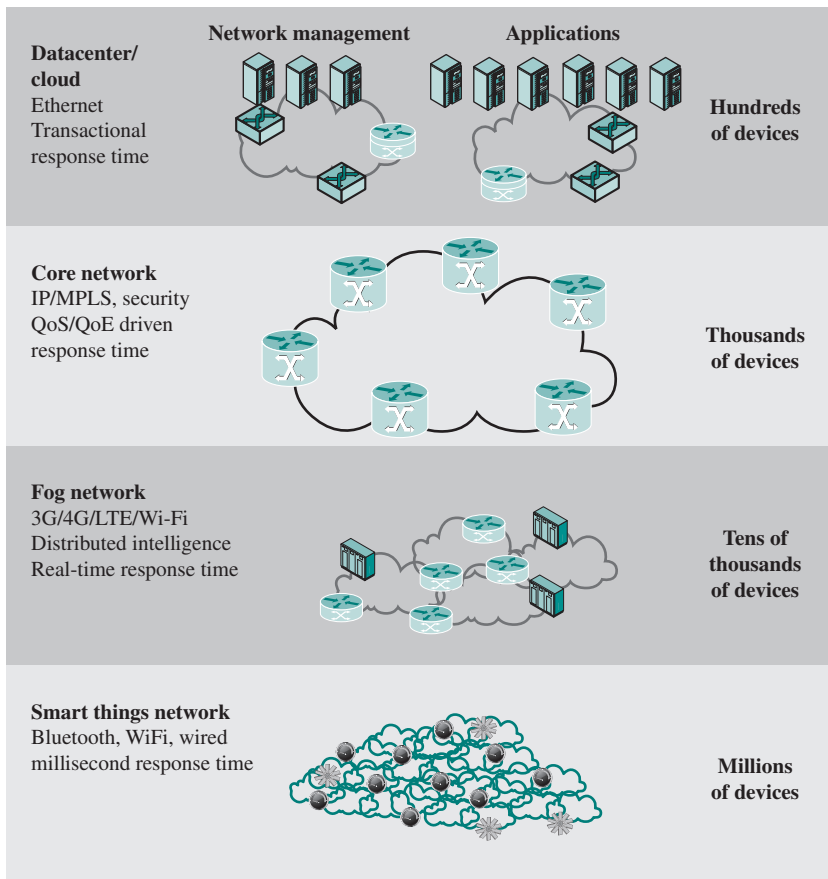 Network management
Applications
Datacenter/
cloud
Ethernet
Transactional
response time
Hundreds
of devices
Core network
IP/MPLS, security
QoS/QoE driven
response time
Thousands
of devices
Fog network
3G/4G/LTE/Wi-Fi
Distributed intelligence
Real-time response time
Tens of
thousands
of devices
Smart things network
Bluetooth, WiFi, wired
millisecond response time
Millions
of devices